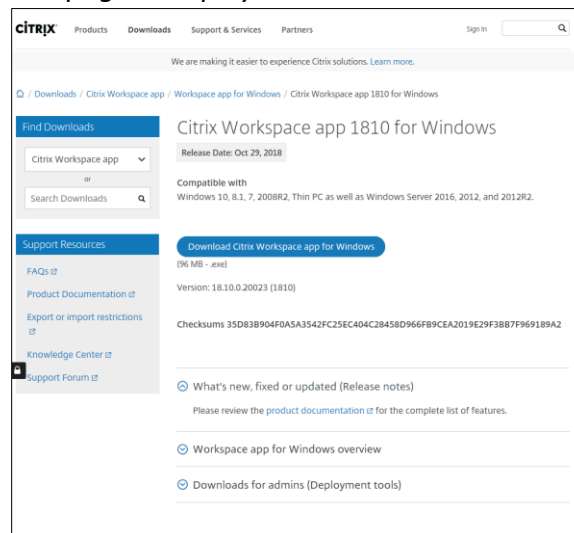 CİTRİX Products Downloads Support & Services Partners Sign In
We are making it easier to experience Citrix solutions. Learn more.
/ Downloads / Citrix Workspace app / Workspace app for Windows / Citrix Workspace app 1810 for Windows
Find Downloads
Citrix Workspace app
or
Search Downloads
Support Resources
FAQs
Product Documentation
Export or import restrictions
Knowledge Center
Support Forum
Citrix Workspace app 1810 for Windows
Release Date: Oct 29, 2018
Compatible with
Windows 10, 8.1, 7, 2008R2, Thin PC as well as Windows Server 2016, 2012, and 2012R2.
Download Citrix Workspace app for Windows
(96 MB - .exe)
Version: 18.10.0.20023 (1810)
Checksums 35D83B904F0A5A3542FC25EC404C28458D966FB9CEA2019E29F3BB7F969189A2
What's new, fixed or updated (Release notes)
Please review the product documentation for the complete list of features.
Workspace app for Windows overview
Downloads for admins (Deployment tools)